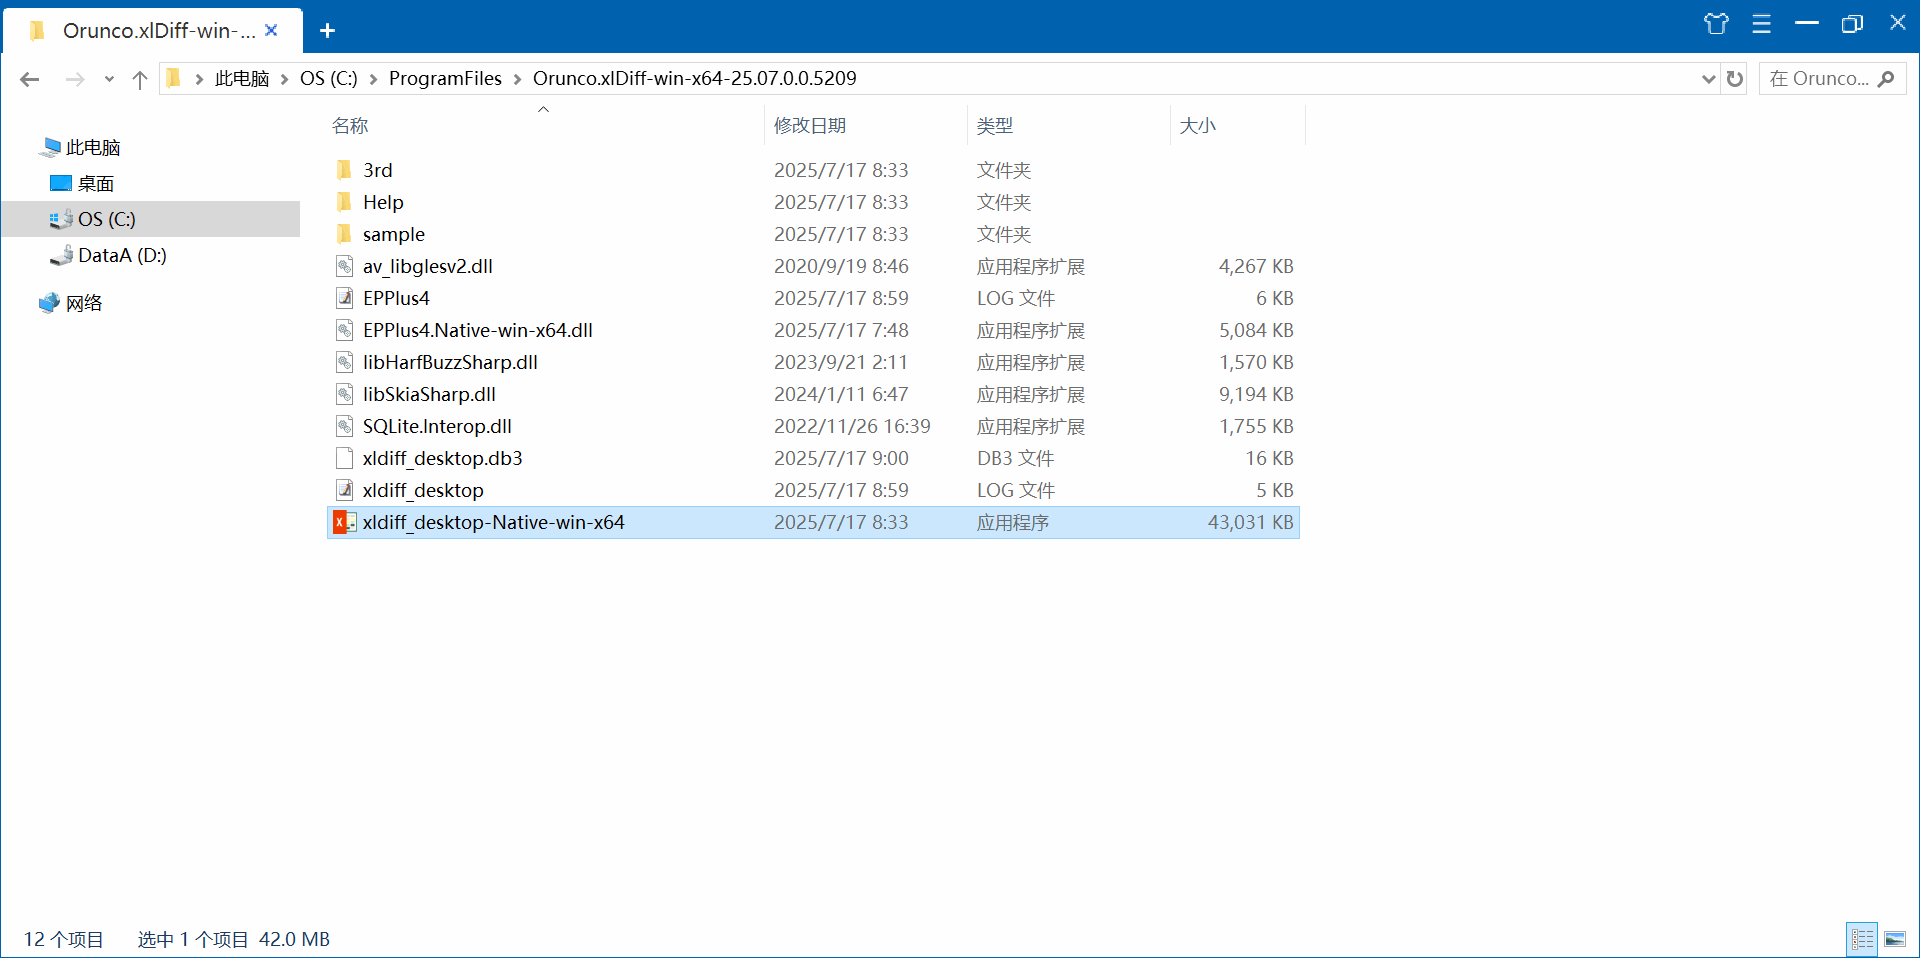 Orunco.xlDiff-win-...
此电脑 OS (C:) ProgramFiles Orunco.xlDiff-win-x64-25.07.0.0.5209 在 Orunco...
此电脑
桌面
OS (C:)
DataA (D:)
网络
名称 修改日期 类型 大小
3rd 2025/7/17 8:33 文件夹
Help 2025/7/17 8:33 文件夹
sample 2025/7/17 8:33 文件夹
av_libglesv2.dll 2020/9/19 8:46 应用程序扩展 4,267 KB
EPPlus4 2025/7/17 8:59 LOG 文件 6 KB
EPPlus4.Native-win-x64.dll 2025/7/17 7:48 应用程序扩展 5,084 KB
libHarfBuzzSharp.dll 2023/9/21 2:11 应用程序扩展 1,570 KB
libSkiaSharp.dll 2024/1/11 6:47 应用程序扩展 9,194 KB
SQLite.Interop.dll 2022/11/26 16:39 应用程序扩展 1,755 KB
xldiff_desktop.db3 2025/7/17 9:00 DB3 文件 16 KB
xldiff_desktop 2025/7/17 8:59 LOG 文件 5 KB
xldiff_desktop-Native-win-x64 2025/7/17 8:33 应用程序 43,031 KB
12 个项目 选中 1 个项目 42.0 MB